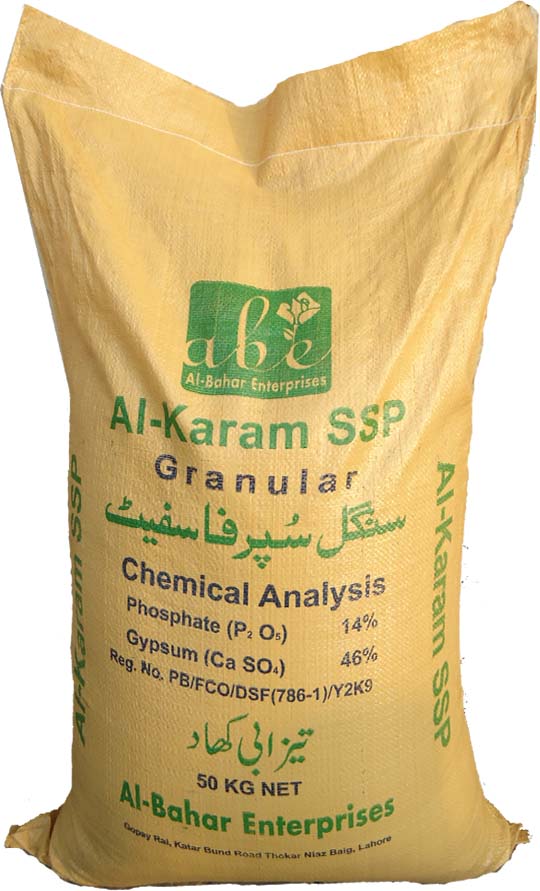 abe
Al-Bahar Enterprises
Al-Karam SSP
Granular
سنگل سُپر فاسفیٹ
Chemical Analysis
Phosphate (P₂ O₅) 14%
Gypsum (Ca SO₄) 46%
Reg. No. PB/FCO/DSF(786-1)/Y2K9
تیزابی کھاد
50 KG NET
Al-Bahar Enterprises
Gopay Rai, Katar Bund Road Thokar Niaz Baig, Lahore
Al-Karam SSP
Al-Karam SSP